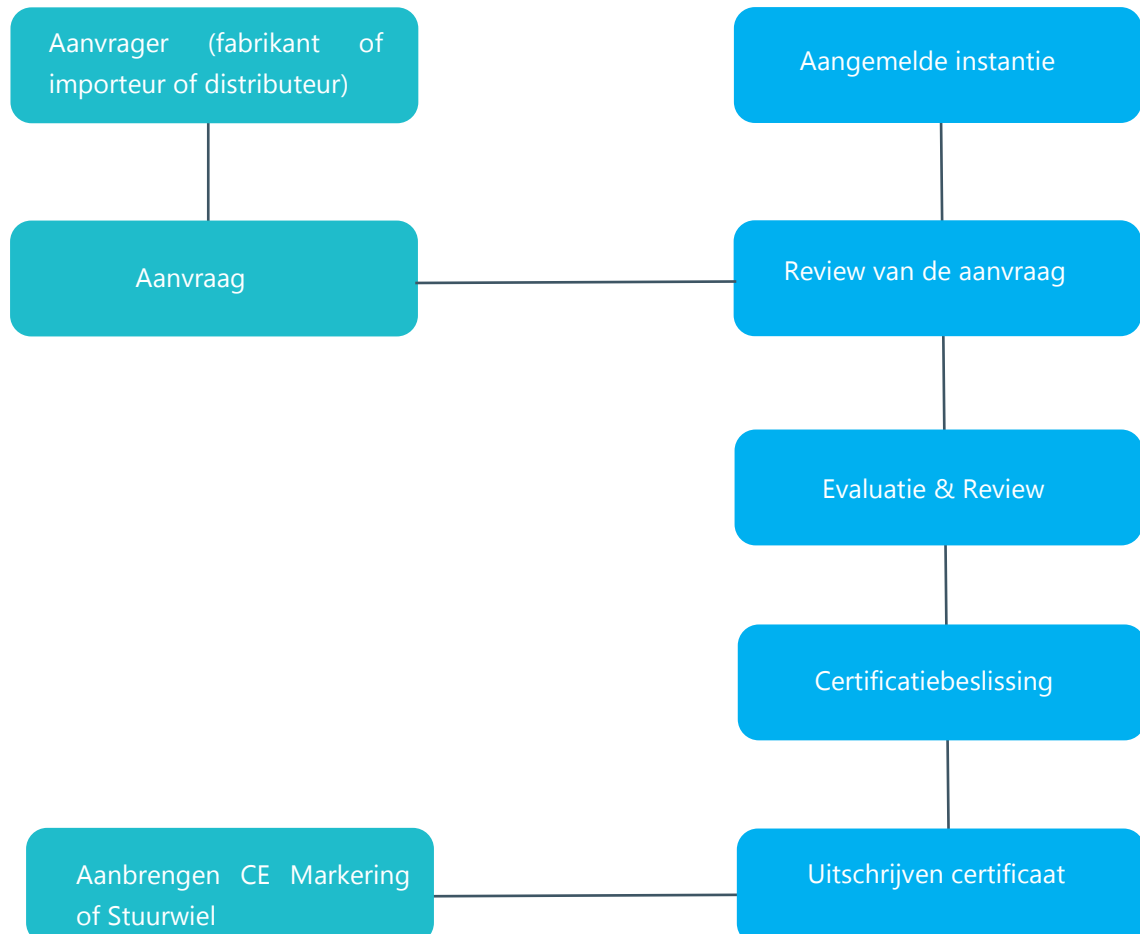 Aanvrager (fabrikant of
importeur of distributeur)
Aangemelde instantie
Aanvraag
Review van de aanvraag
Evaluatie & Review
Certificatiebeslissing
Aanbrengen CE Markering
of Stuurwiel
Uitschrijven certificaat